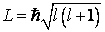 L = ℏ√(l(l+1))